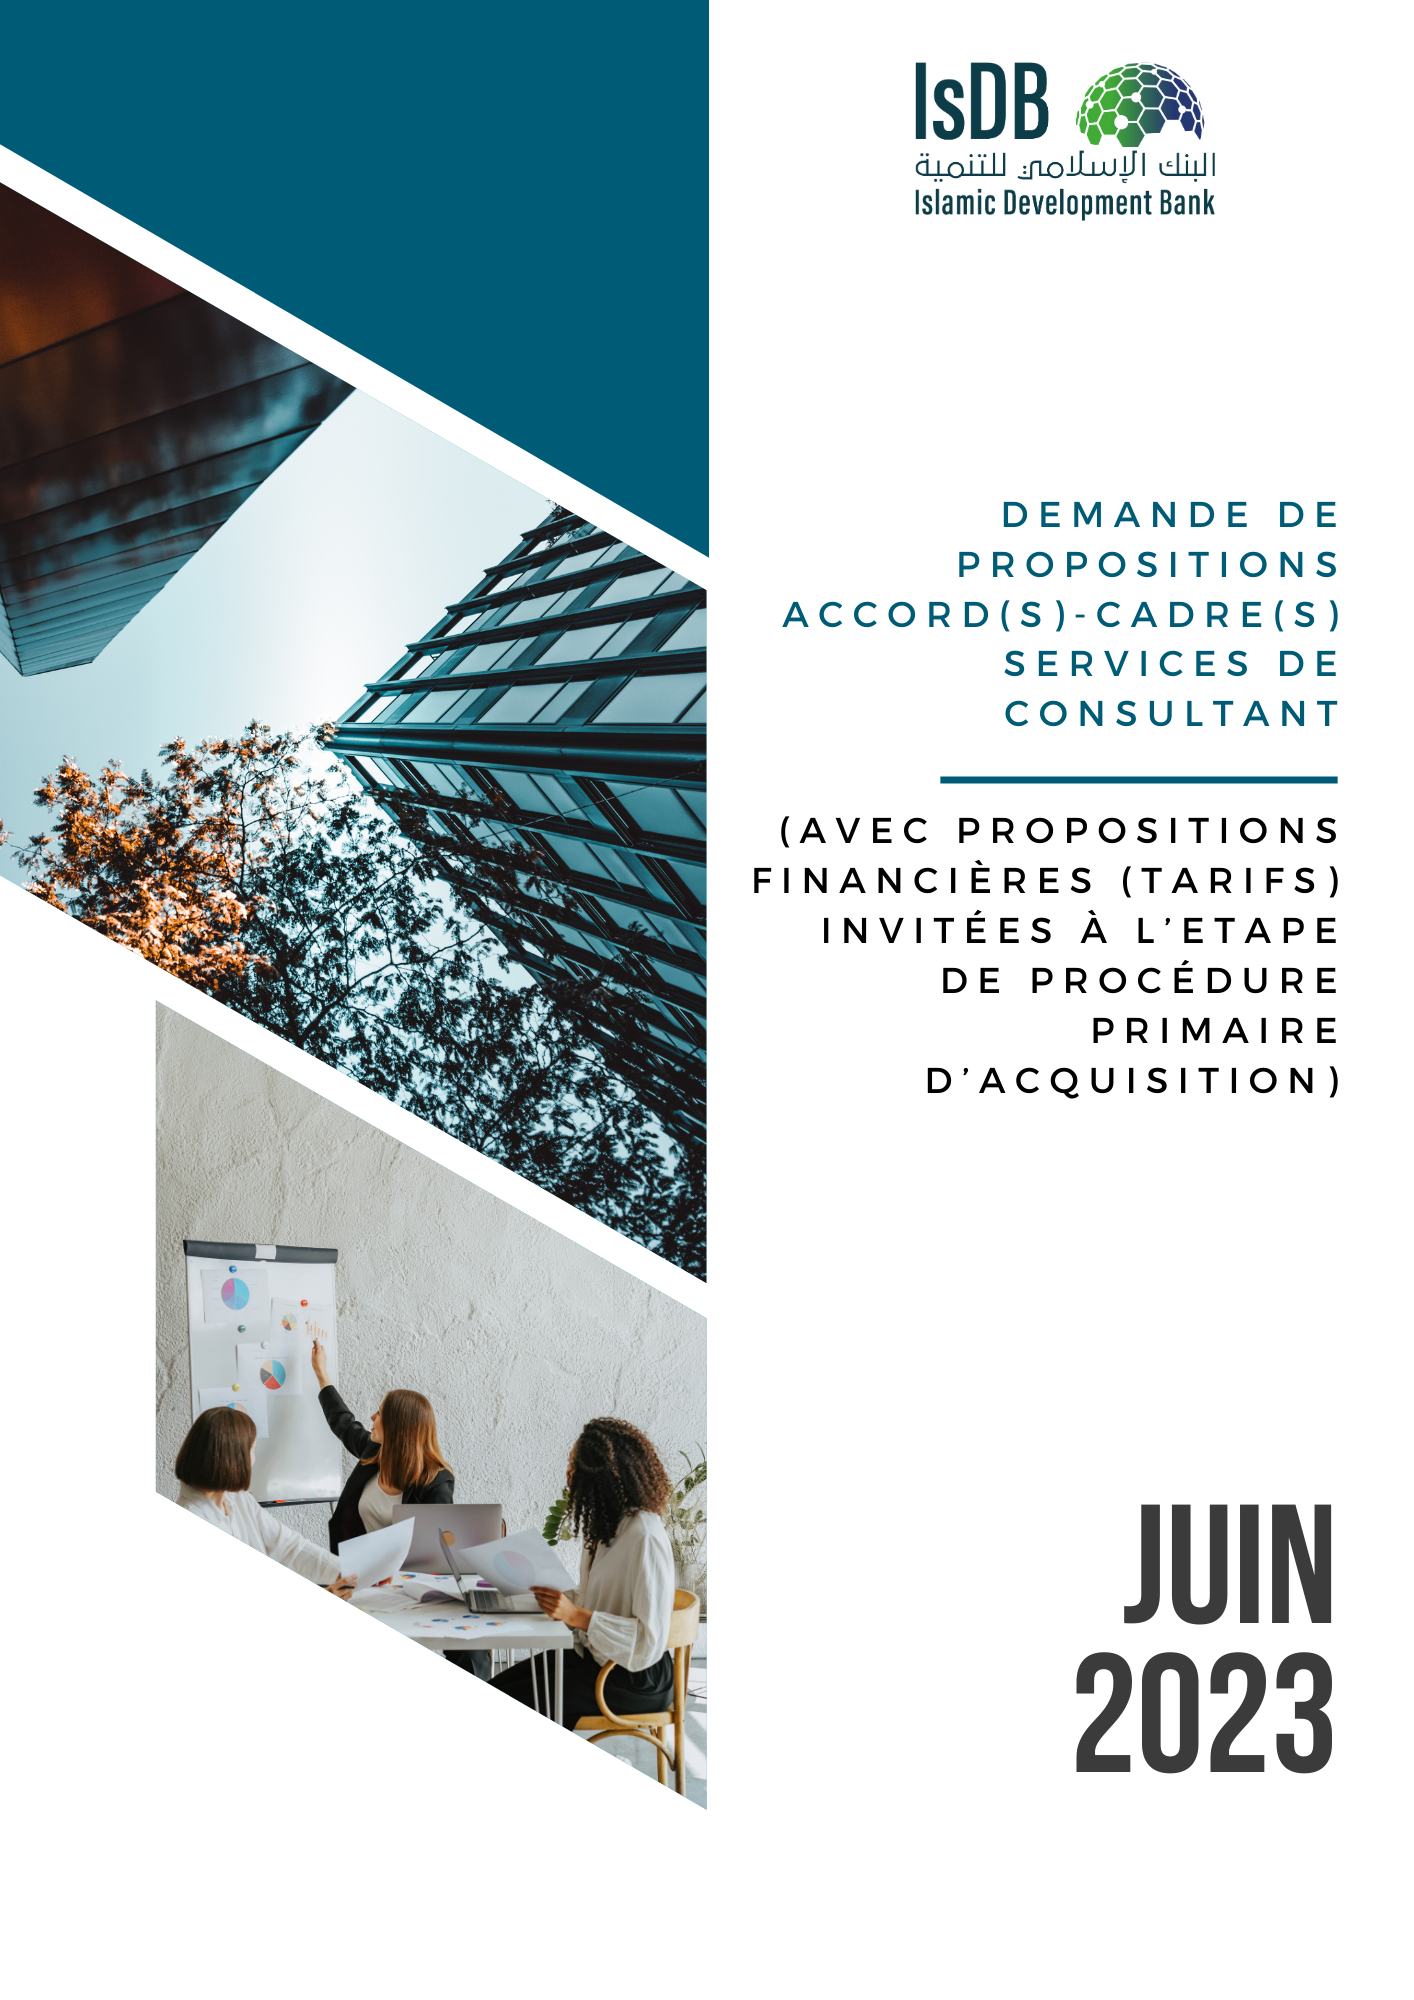 IsDB
البنك الإسلامي للتنمية
Islamic Development Bank
DEMANDE DE
PROPOSITIONS
ACCORD(S)-CADRE(S)
SERVICES DE
CONSULTANT
(AVEC PROPOSITIONS
FINANCIÈRES (TARIFS)
INVITÉES À L’ETAPE
DE PROCÉDURE
PRIMAIRE
D’ACQUISITION)
JUIN
2023